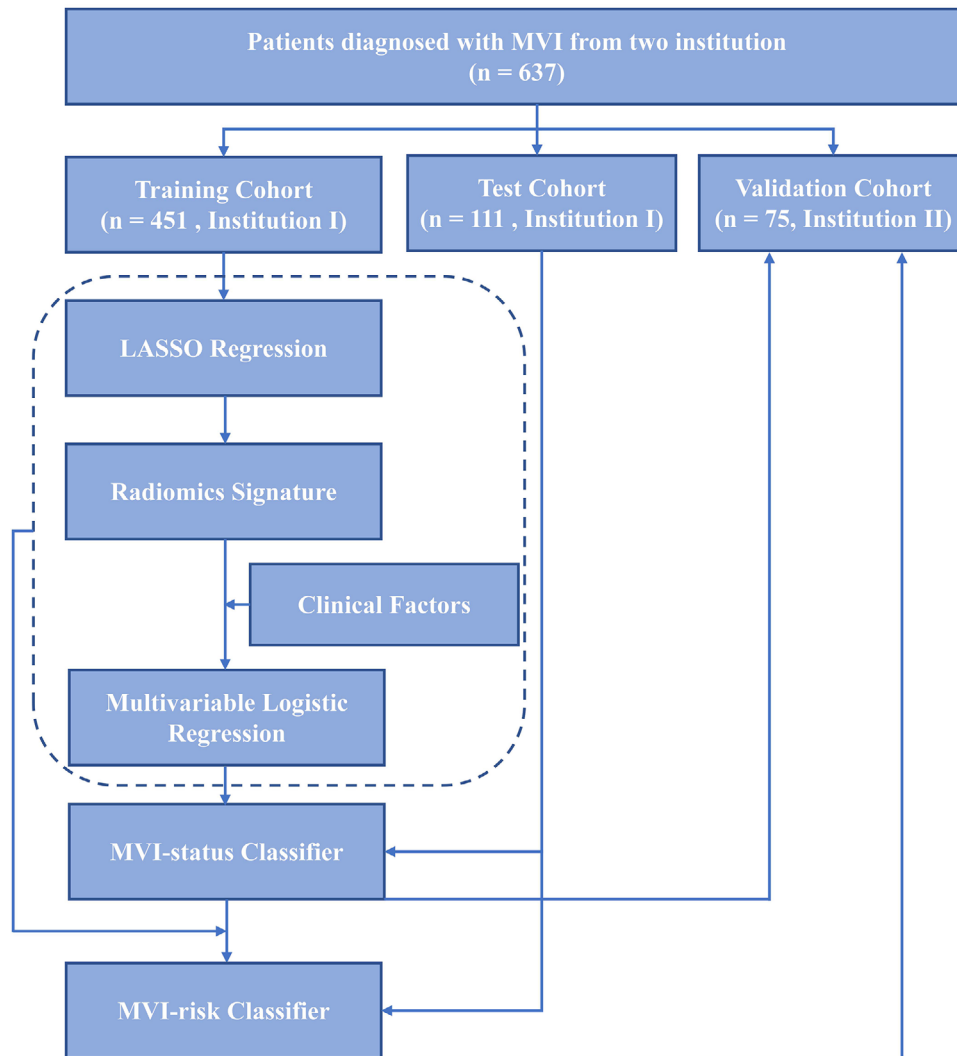 Patients diagnosed with MVI from two institution
(n = 637)
Training Cohort
(n = 451 , Institution I)
Test Cohort
(n = 111 , Institution I)
Validation Cohort
(n = 75, Institution II)
LASSO Regression
Radiomics Signature
Clinical Factors
Multivariable Logistic
Regression
MVI-status Classifier
MVI-risk Classifier